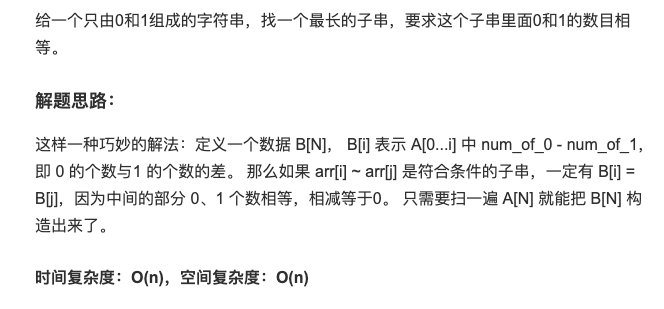 给一个只由0和1组成的字符串，找一个最长的子串，要求这个子串里面0和1的数目相
等。
解题思路：
这样一种巧妙的解法：定义一个数据 B[N]， B[i] 表示 A[0...i] 中 num_of_0 - num_of_1，
即 0 的个数与1 的个数的差。 那么如果 arr[i] ~ arr[j] 是符合条件的子串，一定有 B[i] =
B[j]，因为中间的部分 0、1 个数相等，相减等于0。 只需要扫一遍 A[N] 就能把 B[N] 构
造出来了。
时间复杂度：O(n)，空间复杂度：O(n)